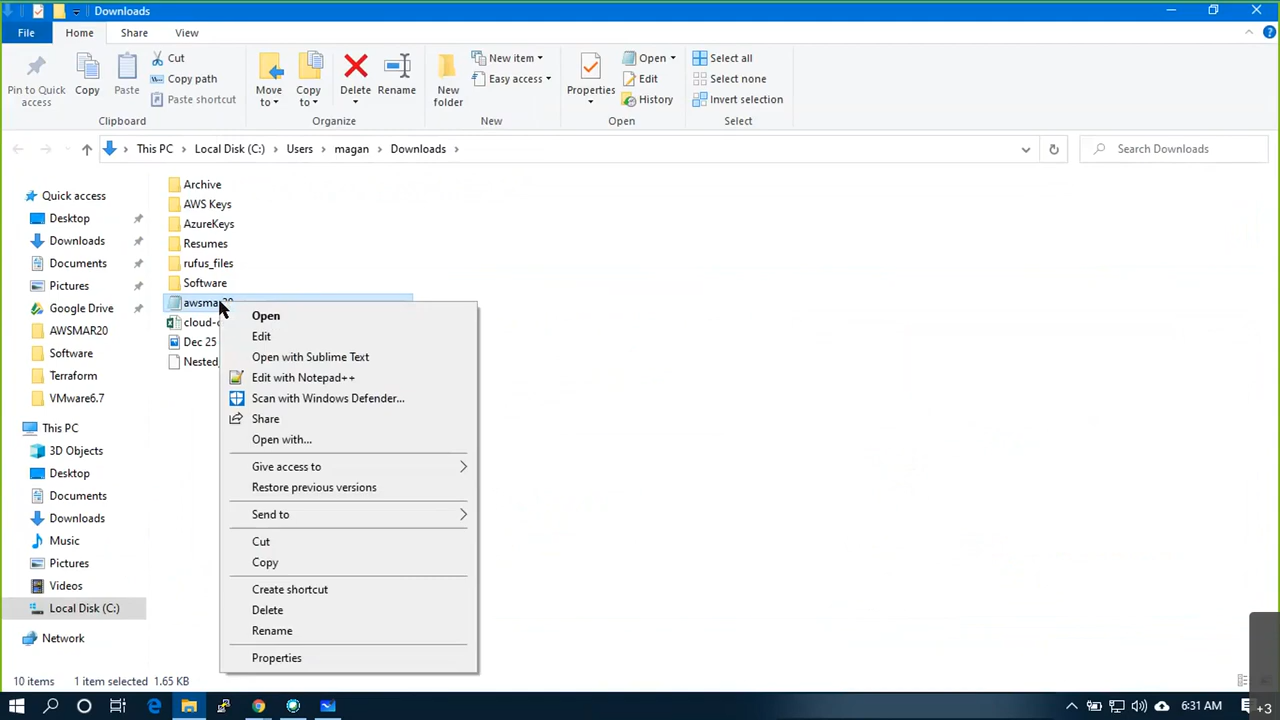 Downloads
File
Home
Share
View
Pin to Quick access
Copy
Paste
Cut
Copy path
Paste shortcut
Clipboard
Move to
Copy to
Delete
Rename
Organize
New folder
New item
Easy access
New
Properties
Open
Edit
History
Open
Select all
Select none
Invert selection
Select
This PC
Local Disk (C:)
Users
magan
Downloads
Search Downloads
Quick access
Desktop
Downloads
Documents
Pictures
Google Drive
AWSMAR20
Software
Terraform
VMware6.7
This PC
3D Objects
Desktop
Documents
Downloads
Music
Pictures
Videos
Local Disk (C:)
Network
Archive
AWS Keys
AzureKeys
Resumes
rufus_files
Software
awsmar20
Dec 25
Open
Edit
Open with Sublime Text
Edit with Notepad++
Scan with Windows Defender...
Share
Open with...
Give access to
Restore previous versions
Send to
Cut
Copy
Create shortcut
Delete
Rename
Properties
10 items
1 item selected 1.65 KB
6:31 AM
+3